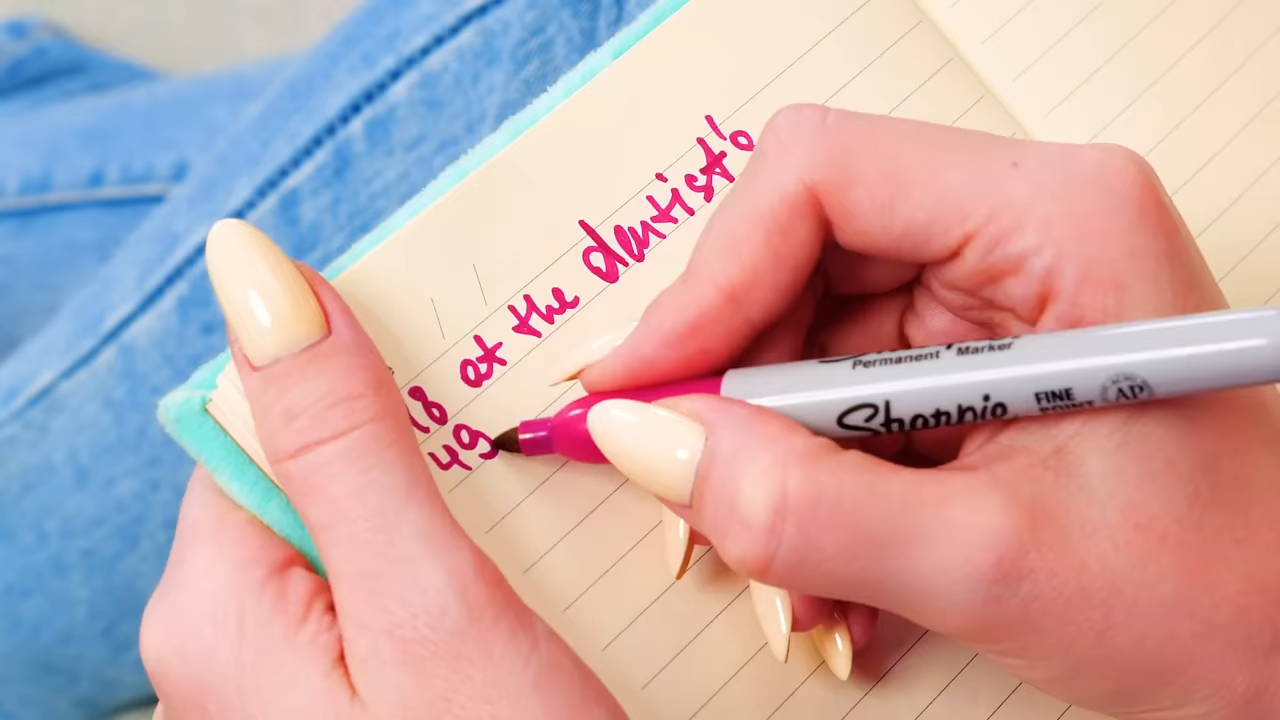 18 at the dentist's
49
Permanent Marker
Sharpie
FINE
POINT
AP